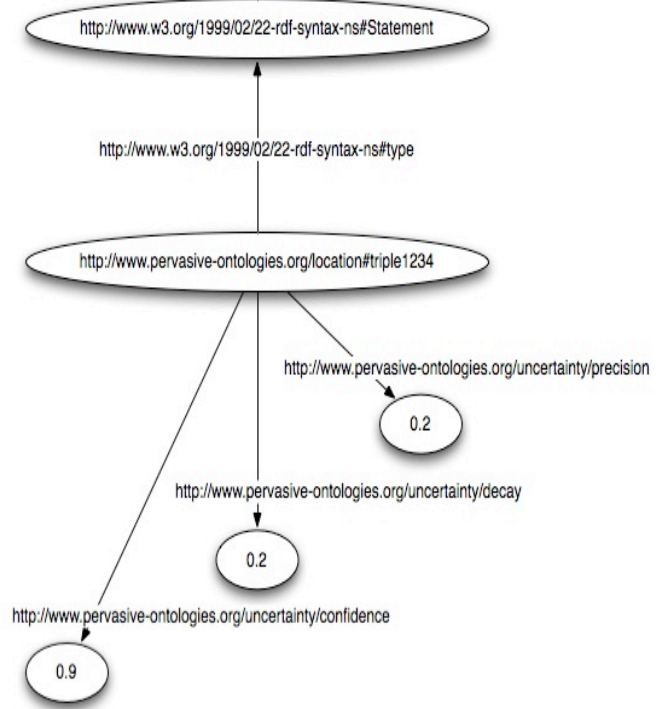 http://www.w3.org/1999/02/22-rdf-syntax-ns#Statement
http://www.w3.org/1999/02/22-rdf-syntax-ns#type
http://www.pervasive-ontologies.org/location#triple1234
http://www.pervasive-ontologies.org/uncertainty/precision
0.2
http://www.pervasive-ontologies.org/uncertainty/decay
0.2
http://www.pervasive-ontologies.org/uncertainty/confidence
0.9